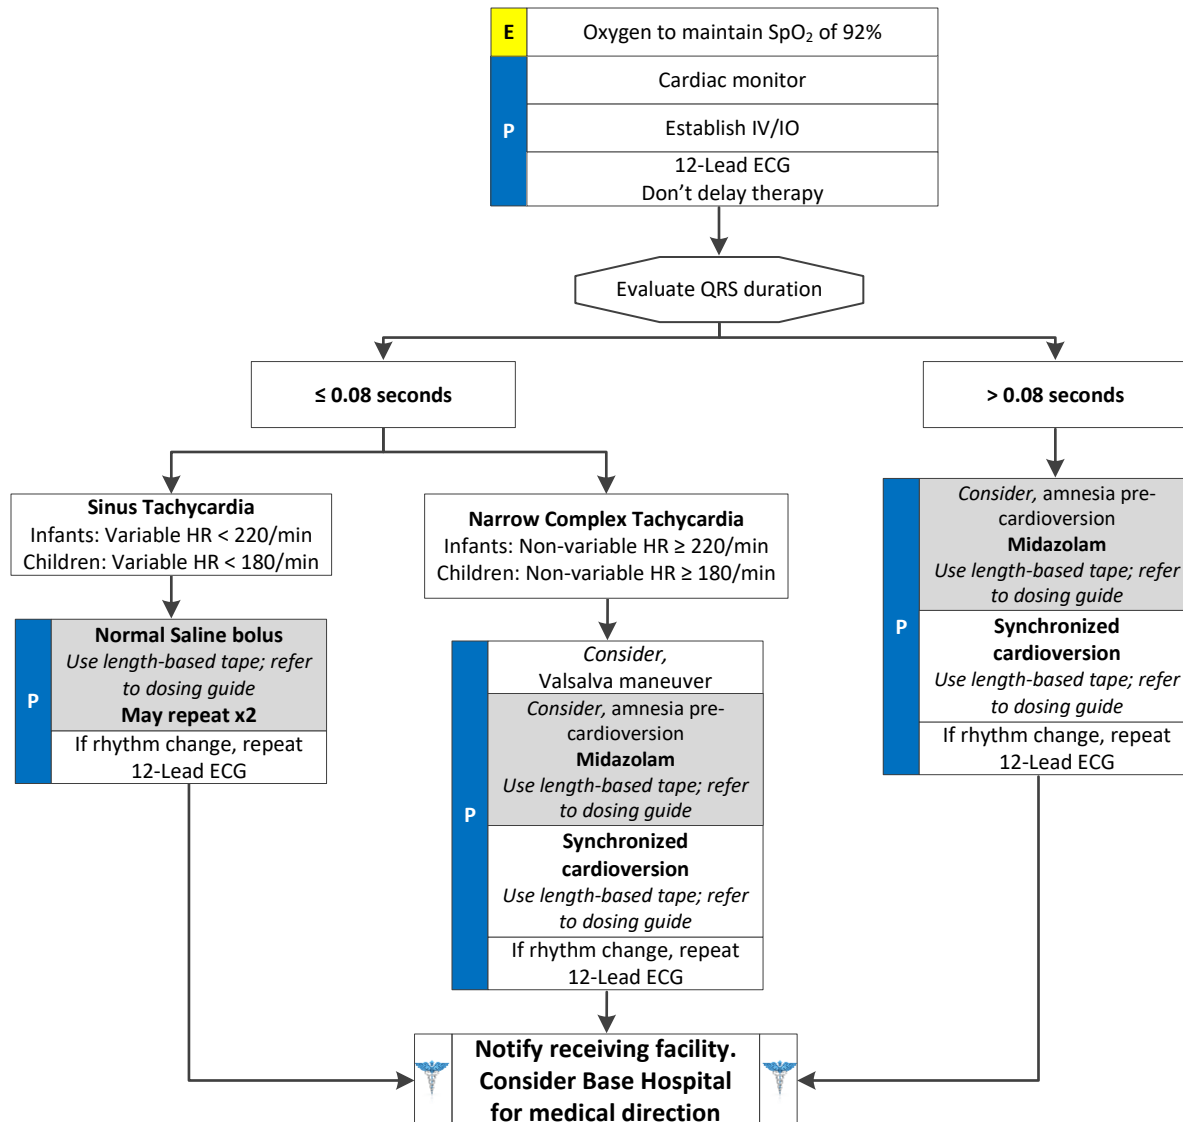 E
Oxygen to maintain SpO₂ of 92%
P
Cardiac monitor
Establish IV/IO
12-Lead ECG
Don’t delay therapy
Evaluate QRS duration
≤ 0.08 seconds
> 0.08 seconds
Sinus Tachycardia
Infants: Variable HR < 220/min
Children: Variable HR < 180/min
P
Normal Saline bolus
Use length-based tape; refer
to dosing guide
May repeat x2
If rhythm change, repeat
12-Lead ECG
Narrow Complex Tachycardia
Infants: Non-variable HR ≥ 220/min
Children: Non-variable HR ≥ 180/min
P
Consider,
Valsalva maneuver
Consider, amnesia pre-
cardioversion
Midazolam
Use length-based tape; refer
to dosing guide
Synchronized
cardioversion
Use length-based tape; refer
to dosing guide
If rhythm change, repeat
12-Lead ECG
P
Consider, amnesia pre-
cardioversion
Midazolam
Use length-based tape; refer
to dosing guide
Synchronized
cardioversion
Use length-based tape; refer
to dosing guide
If rhythm change, repeat
12-Lead ECG
Notify receiving facility.
Consider Base Hospital
for medical direction